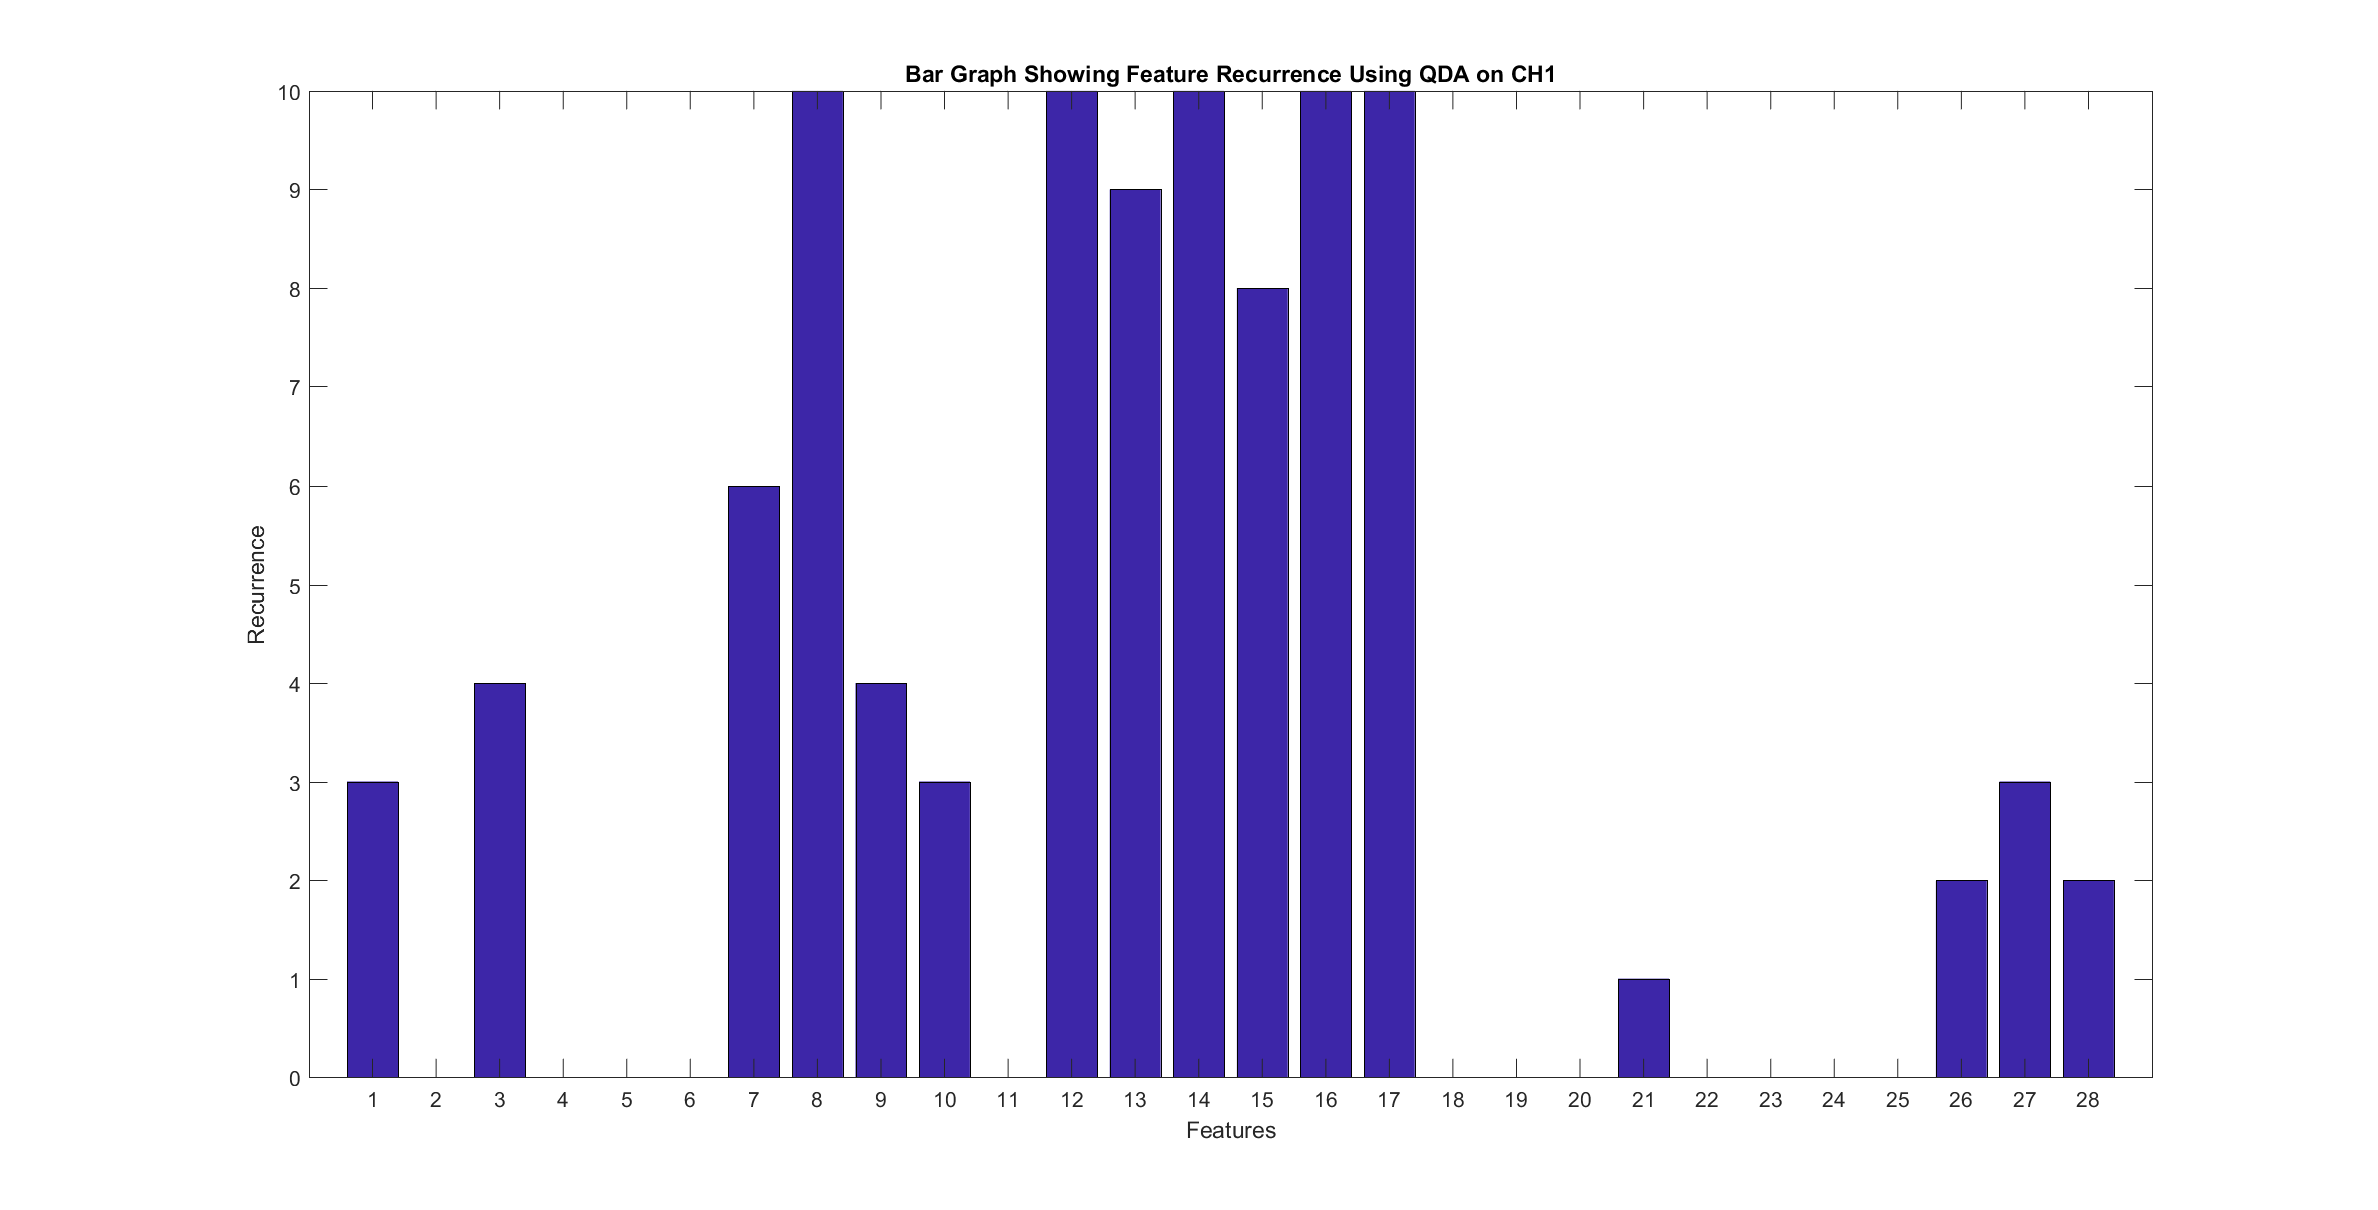 Bar Graph Showing Feature Recurrence Using QDA on CH1
10
9
8
7
6
5
4
3
2
1
0
Recurrence
1 2 3 4 5 6 7 8 9 10 11 12 13 14 15 16 17 18 19 20 21 22 23 24 25 26 27 28
Features